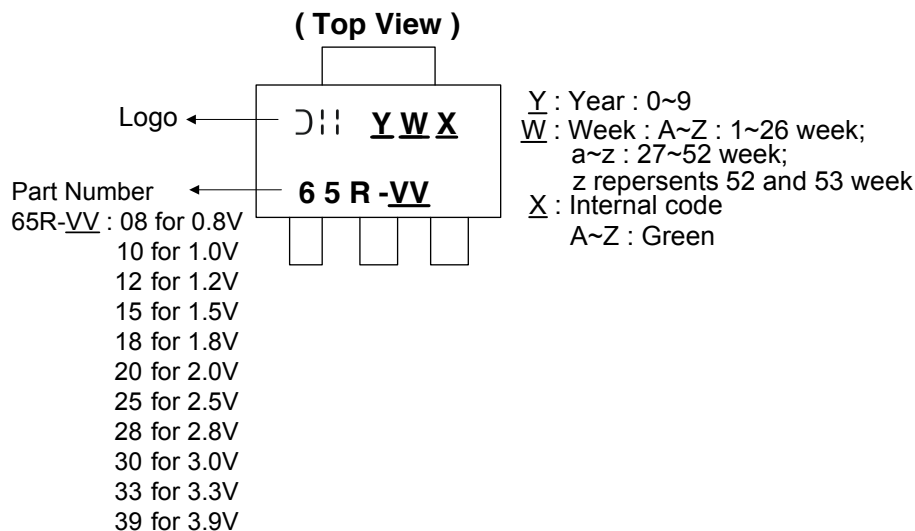 ( Top View )
Logo
Y W X
Part Number
6 5 R -VV
65R-VV : 08 for 0.8V
10 for 1.0V
12 for 1.2V
15 for 1.5V
18 for 1.8V
20 for 2.0V
25 for 2.5V
28 for 2.8V
30 for 3.0V
33 for 3.3V
39 for 3.9V
Y : Year : 0~9
W : Week : A~Z : 1~26 week;
a~z : 27~52 week;
z repersents 52 and 53 week
X : Internal code
A~Z : Green